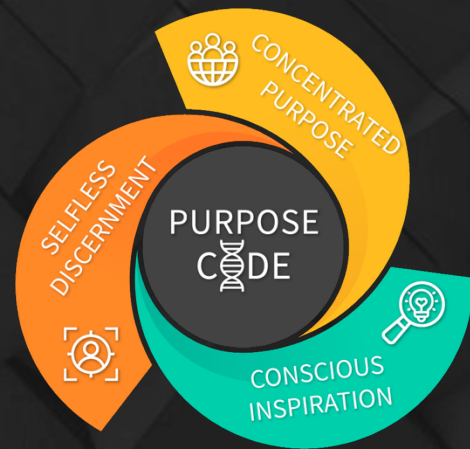 CONCENTRATED
PURPOSE
SELFLESS
DISCERNMENT
PURPOSE
CODE
CONSCIOUS
INSPIRATION